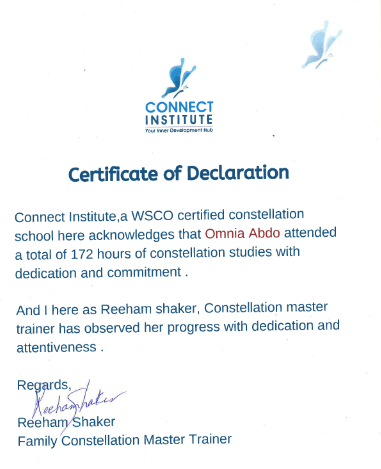 CONNECT
INSTITUTE
Your Inner Development Hub
Certificate of Declaration
Connect Institute,a WSCO certified constellation
school here acknowledges that Omnia Abdo attended
a total of 172 hours of constellation studies with
dedication and commitment .
And I here as Reeham shaker, Constellation master
trainer has observed her progress with dedication and
attentiveness .
Regards,
Reeham Shaker
Reeham Shaker
Family Constellation Master Trainer